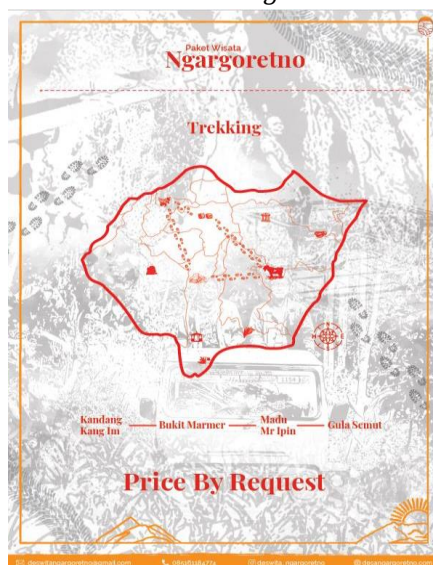 Paket Wisata
Ngargoretno
Trekking
Kandang Kang Im
Bukit Marmer
Madu Mr Ipin
Gula Semut
Price By Request